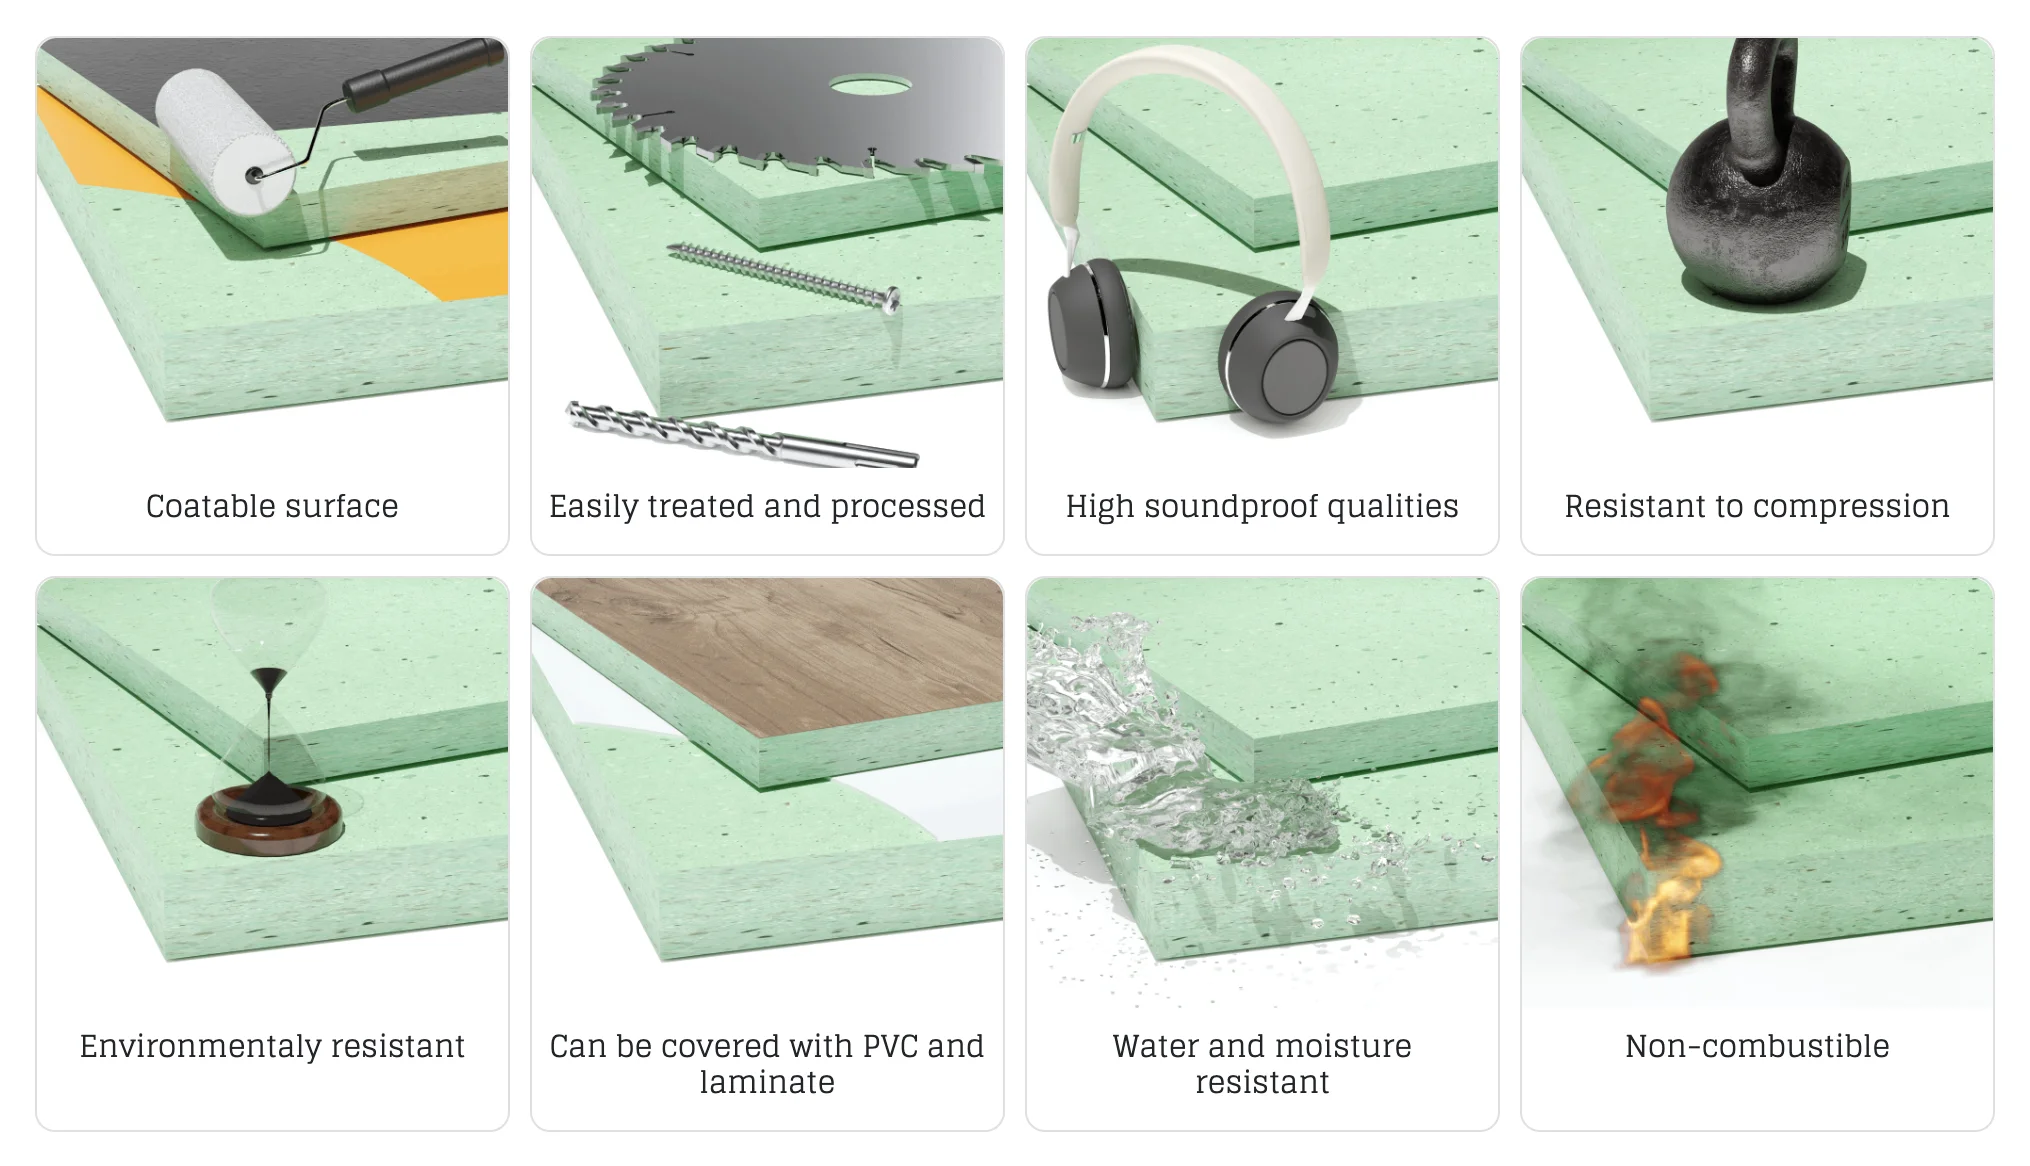 Coatable surface
Easily treated and processed
High soundproof qualities
Resistant to compression
Environmentaly resistant
Can be covered with PVC and
laminate
Water and moisture
resistant
Non-combustible